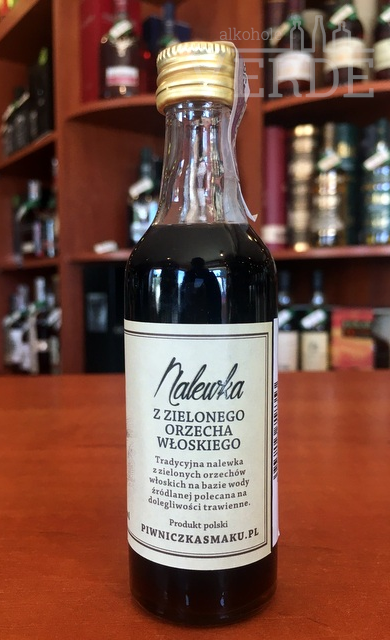 alkohole
ERDE
Nalewka
Z ZIELONEGO
ORZECHA
WŁOSKIEGO
Tradycyjna nalewka
z zielonych orzechów
włoskich na bazie wody
źródlanej polecana na
dolegliwości trawienne.
Produkt polski
PIWNICZKASMAKU.PL